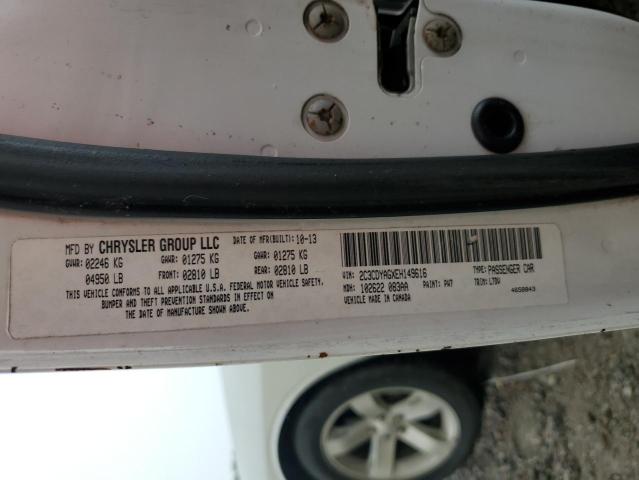 MFD BY CHRYSLER GROUP LLC DATE OF MFR(BUILT): 10-13
GVWR: 02246 KG GAWR: 01275 KG GAWR: 01275 KG
04950 LB FRONT: 02810 LB REAR: 02810 LB
THIS VEHICLE CONFORMS TO ALL APPLICABLE U.S.A. FEDERAL MOTOR VEHICLE SAFETY,
BUMPER AND THEFT PREVENTION STANDARDS IN EFFECT ON
THE DATE OF MANUFACTURE SHOWN ABOVE.
VIN: 2C3CDYAGXEH149616 TYPE: PASSENGER CAR
MDH: 102622 083AA PAINT: PW7 TRIM: L7DV
MADE IN CANADA 4658843